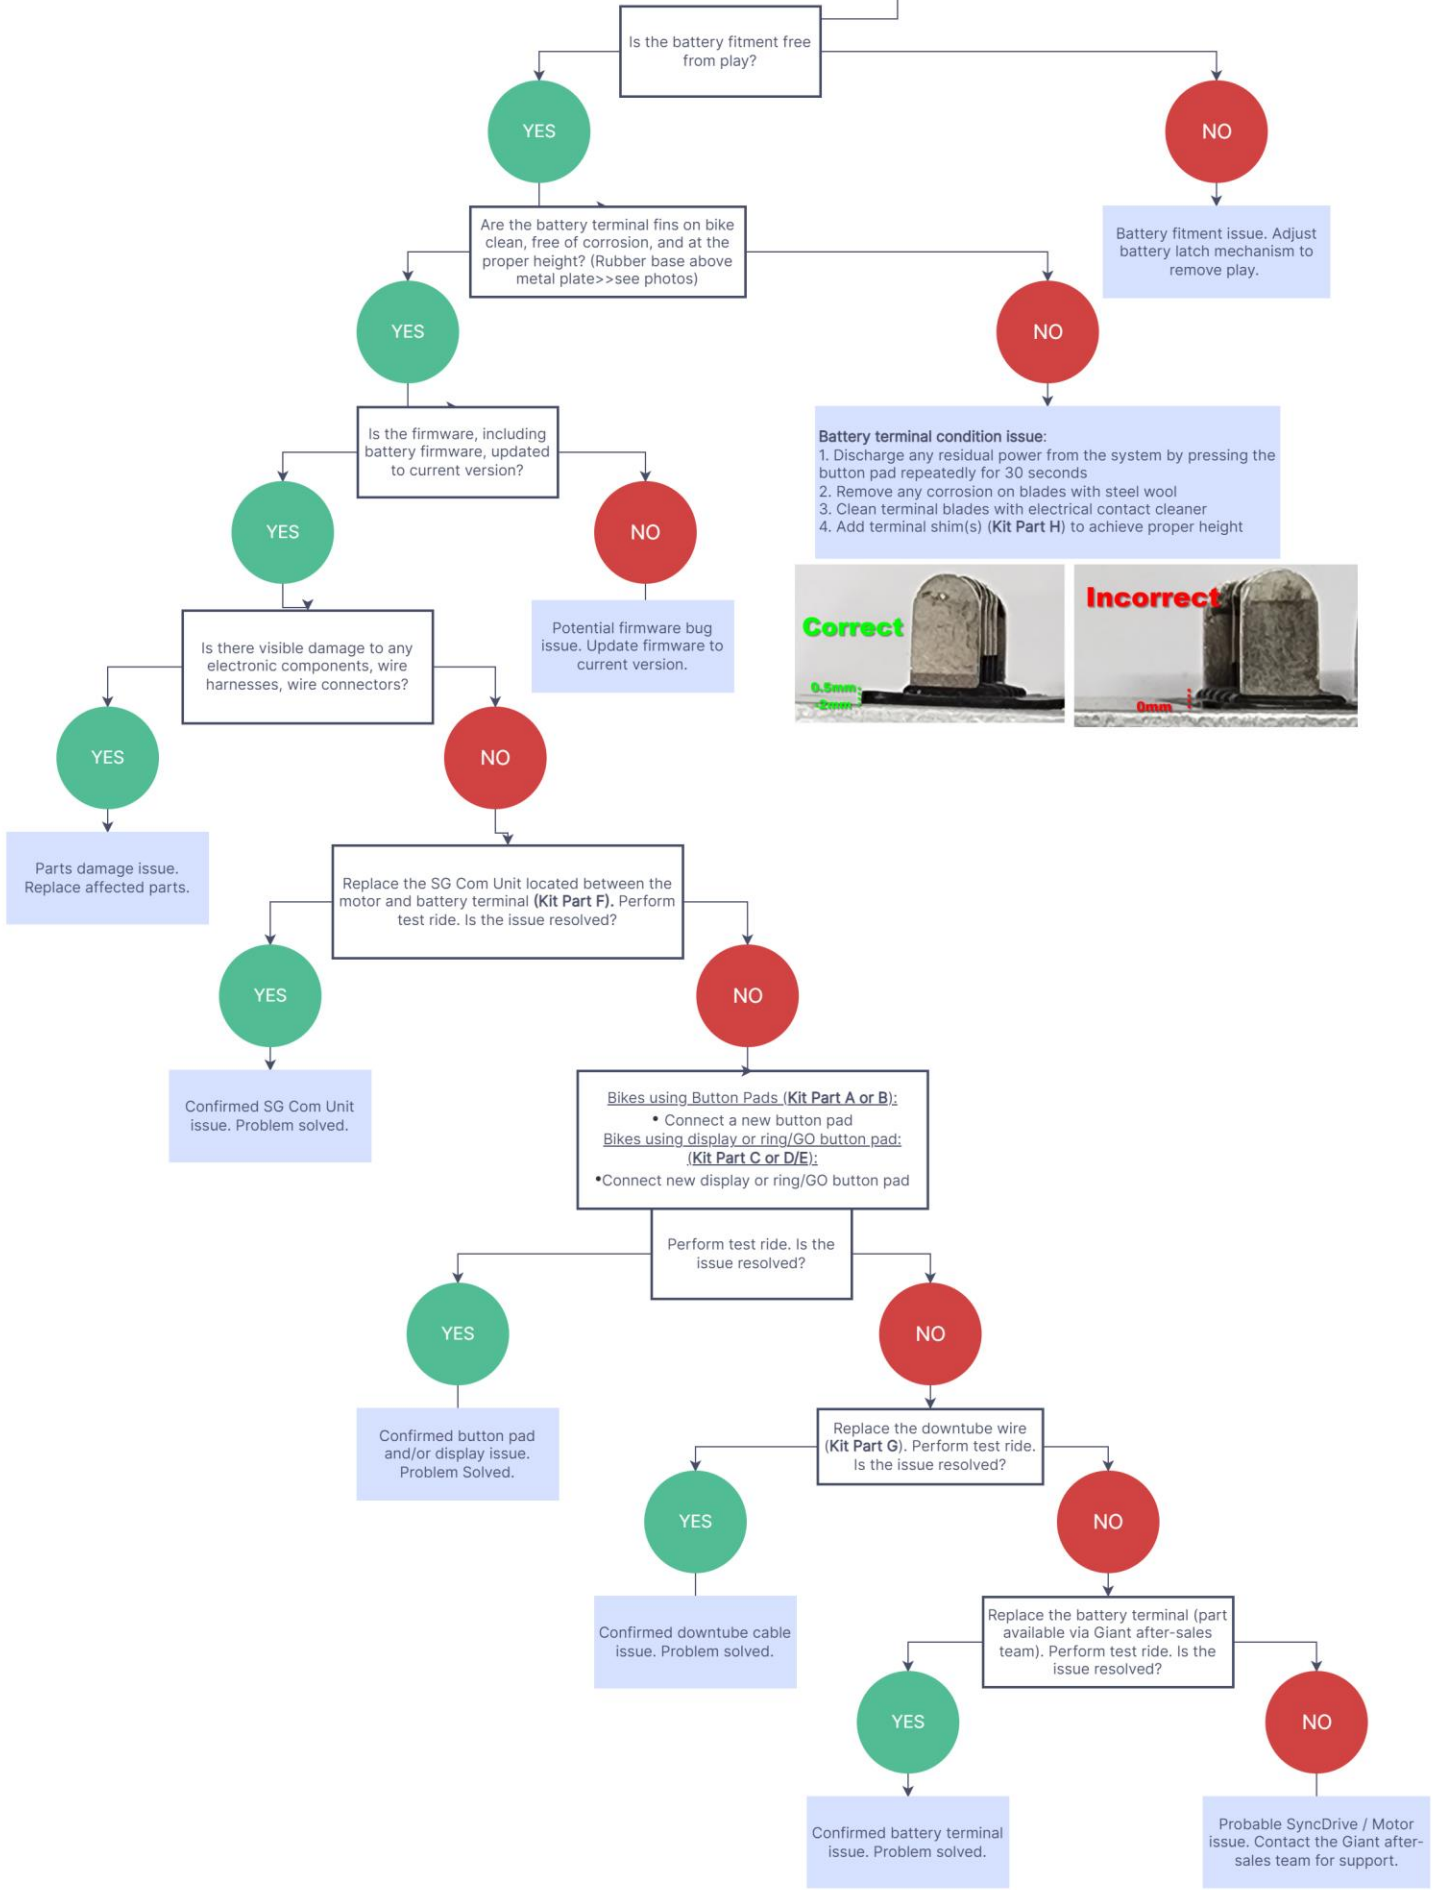 Is the battery fitment free
from play?
YES
NO
Are the battery terminal fins on bike
clean, free of corrosion, and at the
proper height? (Rubber base above
metal plate>>see photos)
Battery fitment issue. Adjust
battery latch mechanism to
remove play.
YES
NO
Is the firmware, including
battery firmware, updated
to current version?
Battery terminal condition issue:
1. Discharge any residual power from the system by pressing the
button pad repeatedly for 30 seconds
2. Remove any corrosion on blades with steel wool
3. Clean terminal blades with electrical contact cleaner
4. Add terminal shim(s) (Kit Part H) to achieve proper height
YES
NO
Correct
0.5mm
-2mm
Incorrect
0mm
Is there visible damage to any
electronic components, wire
harnesses, wire connectors?
Potential firmware bug
issue. Update firmware to
current version.
YES
NO
Parts damage issue.
Replace affected parts.
Replace the SG Com Unit located between the
motor and battery terminal (Kit Part F). Perform
test ride. Is the issue resolved?
YES
NO
Confirmed SG Com Unit
issue. Problem solved.
Bikes using Button Pads (Kit Part A or B):
• Connect a new button pad
Bikes using display or ring/GO button pad:
(Kit Part C or D/E):
•Connect new display or ring/GO button pad
Perform test ride. Is the
issue resolved?
YES
NO
Confirmed button pad
and/or display issue.
Problem Solved.
Replace the downtube wire
(Kit Part G). Perform test ride.
Is the issue resolved?
YES
NO
Confirmed downtube cable
issue. Problem solved.
Replace the battery terminal (part
available via Giant after-sales
team). Perform test ride. Is the
issue resolved?
YES
NO
Confirmed battery terminal
issue. Problem solved.
Probable SyncDrive / Motor
issue. Contact the Giant after-
sales team for support.